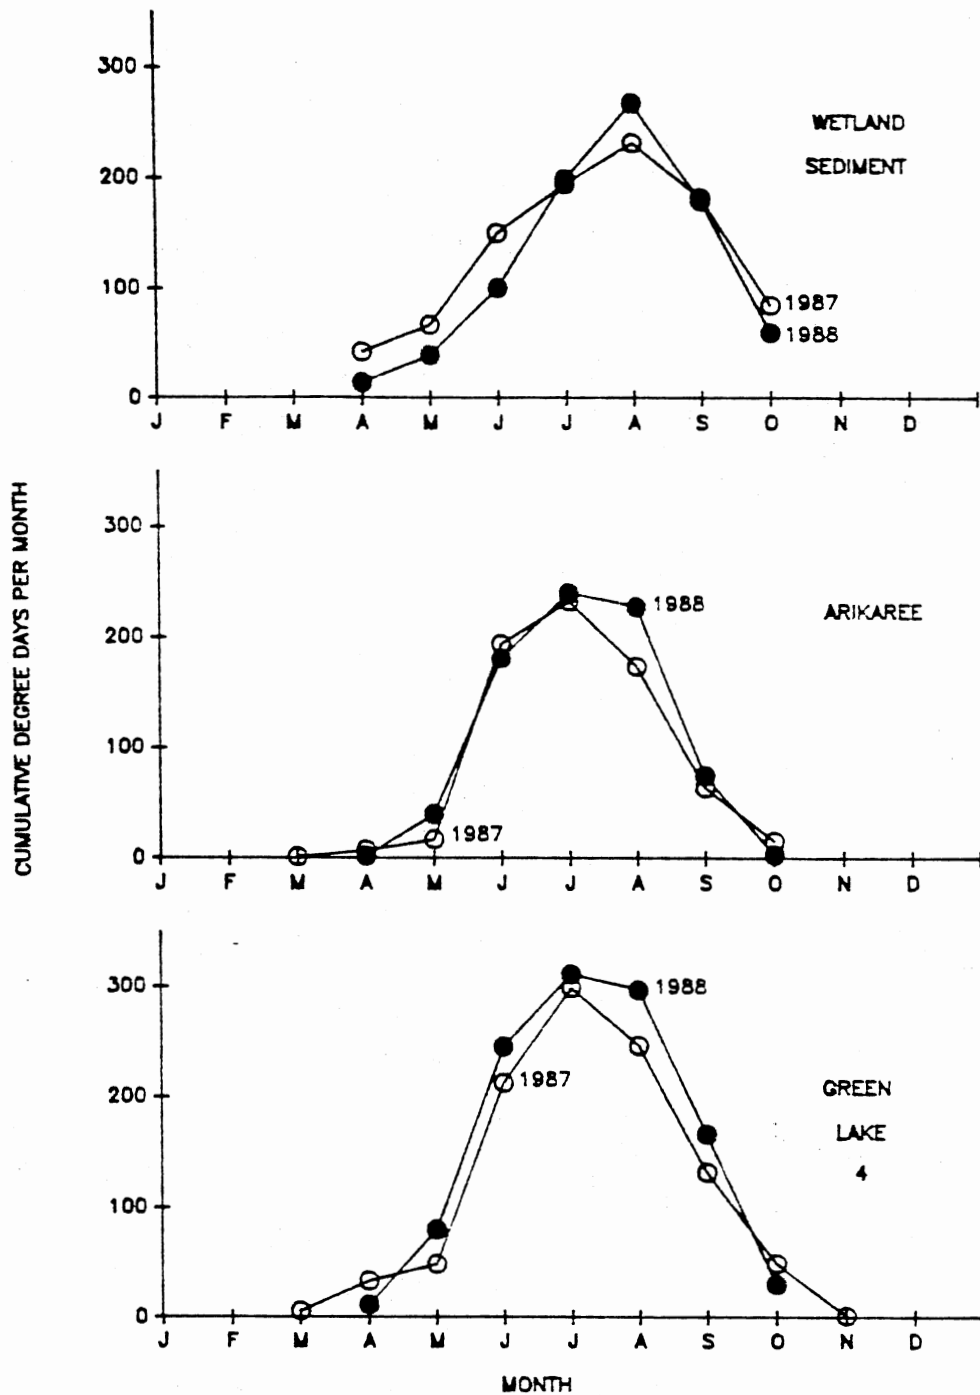 CUMULATIVE DEGREE DAYS PER MONTH
300
200
100
0
WETLAND
SEDIMENT
1987
1988
J F M A M J J A S O N D
300
200
100
0
1988
ARIKAREE
1987
J F M A M J J A S O N D
300
200
100
0
1988
1987
GREEN
LAKE
4
J F M A M J J A S O N D
MONTH